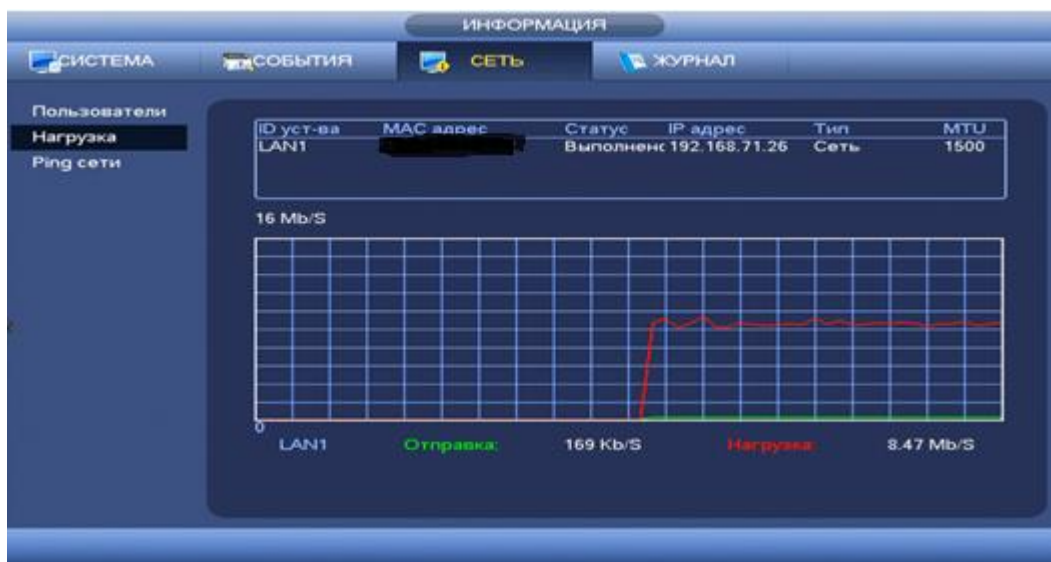 ИНФОРМАЦИЯ
СИСТЕМА СОБЫТИЯ СЕТЬ ЖУРНАЛ
Пользователи
Нагрузка
Ping сети
ID уст-ва MAC адрес Статус IP адрес Тип MTU
LAN1 Выполненс 192.168.71.26 Сеть 1500
16 Mb/S
0
LAN1 Отправка: 169 Kb/S Нагрузка: 8.47 Mb/S